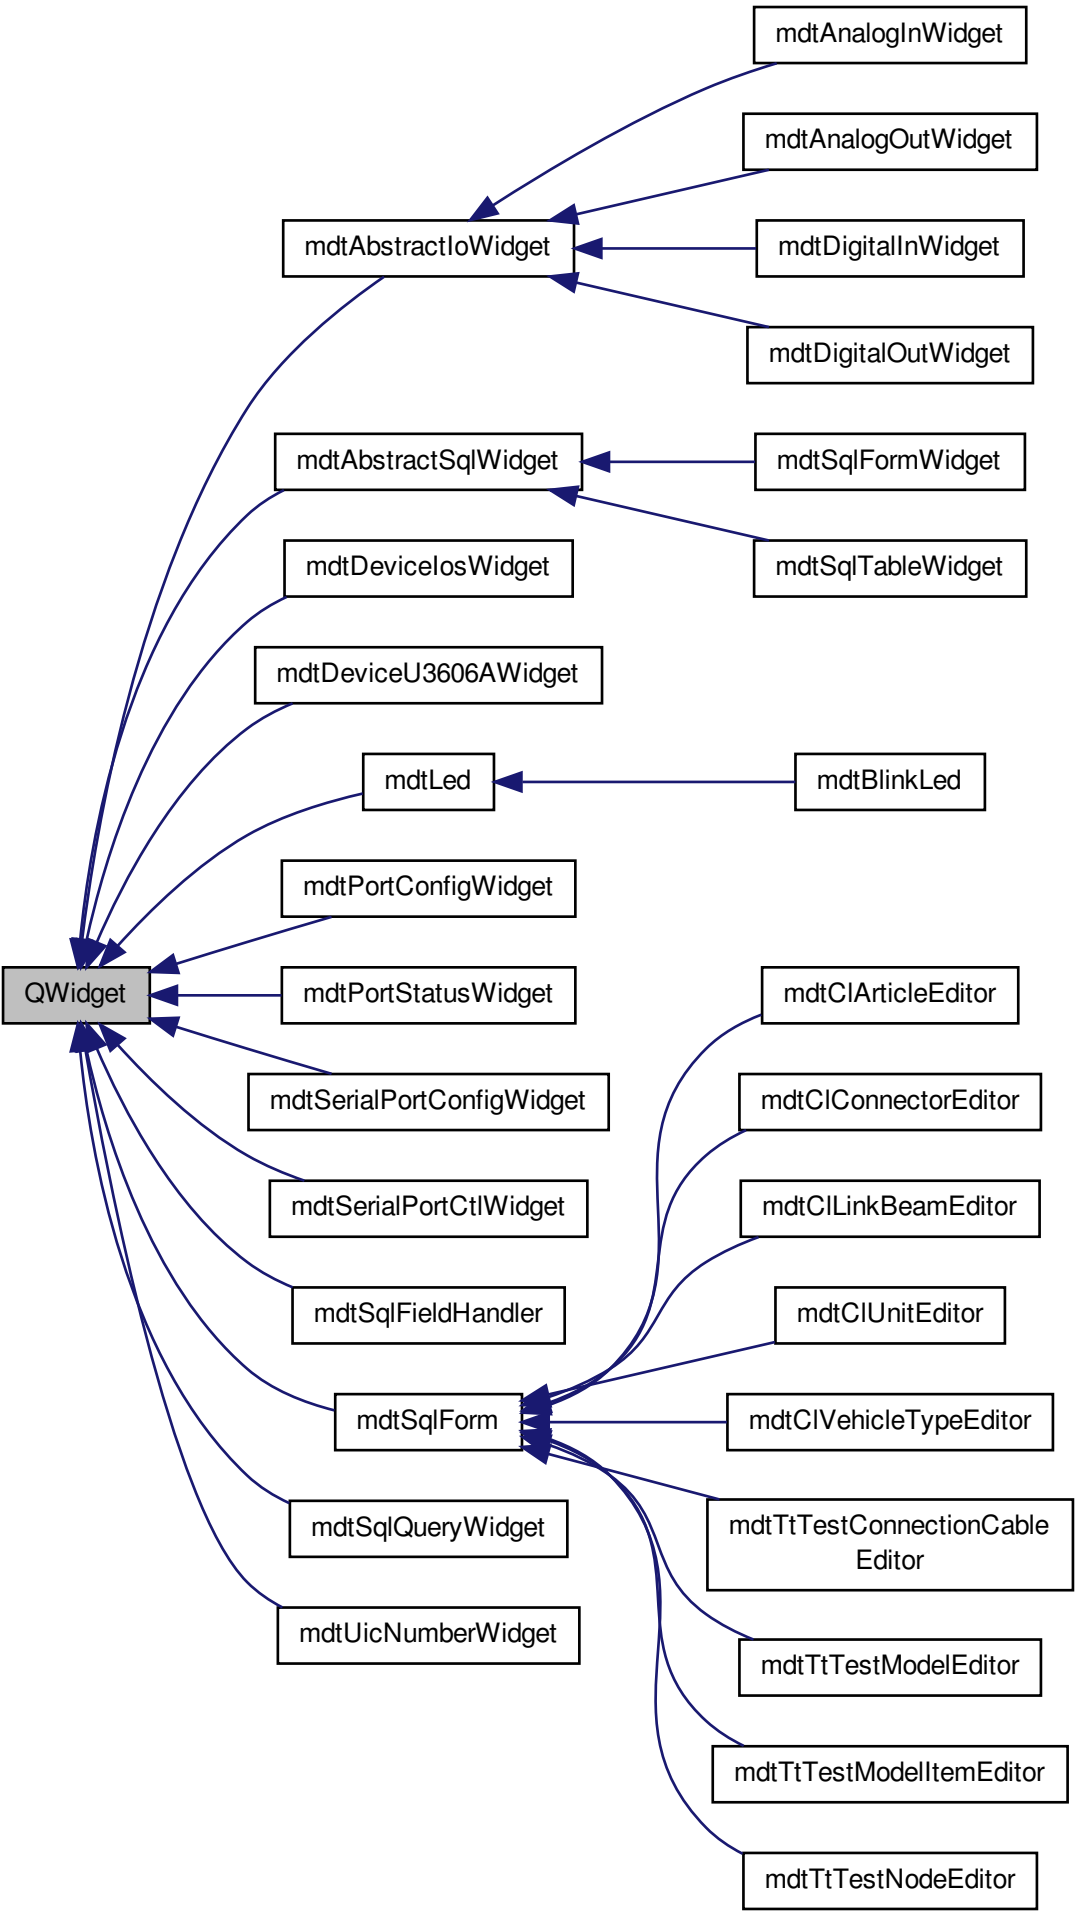 mdtAnalogInWidget
mdtAnalogOutWidget
mdtAbstractIoWidget
mdtDigitalInWidget
mdtDigitalOutWidget
mdtAbstractSqlWidget
mdtSqlFormWidget
mdtDeviceIosWidget
mdtSqlTableWidget
mdtDeviceU3606AWidget
mdtLed
mdtBlinkLed
mdtPortConfigWidget
QWidget
mdtPortStatusWidget
mdtClArticleEditor
mdtSerialPortConfigWidget
mdtClConnectorEditor
mdtSerialPortCtlWidget
mdtClLinkBeamEditor
mdtSqlFieldHandler
mdtClUnitEditor
mdtSqlForm
mdtClVehicleTypeEditor
mdtSqlQueryWidget
mdtTtTestConnectionCable
Editor
mdtUicNumberWidget
mdtTtTestModelEditor
mdtTtTestModelItemEditor
mdtTtTestNodeEditor